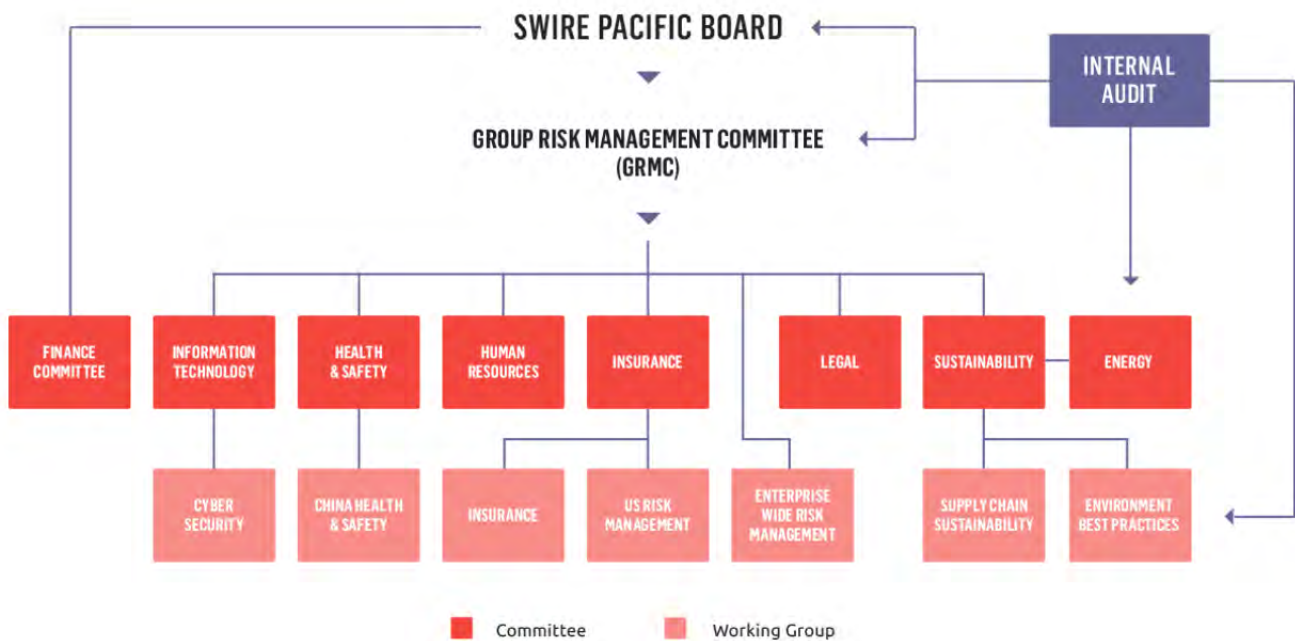 SWIRE PACIFIC BOARD
INTERNAL
AUDIT
GROUP RISK MANAGEMENT COMMITTEE
(GRMC)
FINANCE
COMMITTEE
INFORMATION
TECHNOLOGY
HEALTH
& SAFETY
HUMAN
RESOURCES
INSURANCE
LEGAL
SUSTAINABILITY
ENERGY
CYBER
SECURITY
CHINA HEALTH
& SAFETY
INSURANCE
US RISK
MANAGEMENT
ENTERPRISE
WIDE RISK
MANAGEMENT
SUPPLY CHAIN
SUSTAINABILITY
ENVIRONMENT
BEST PRACTICES
Committee
Working Group